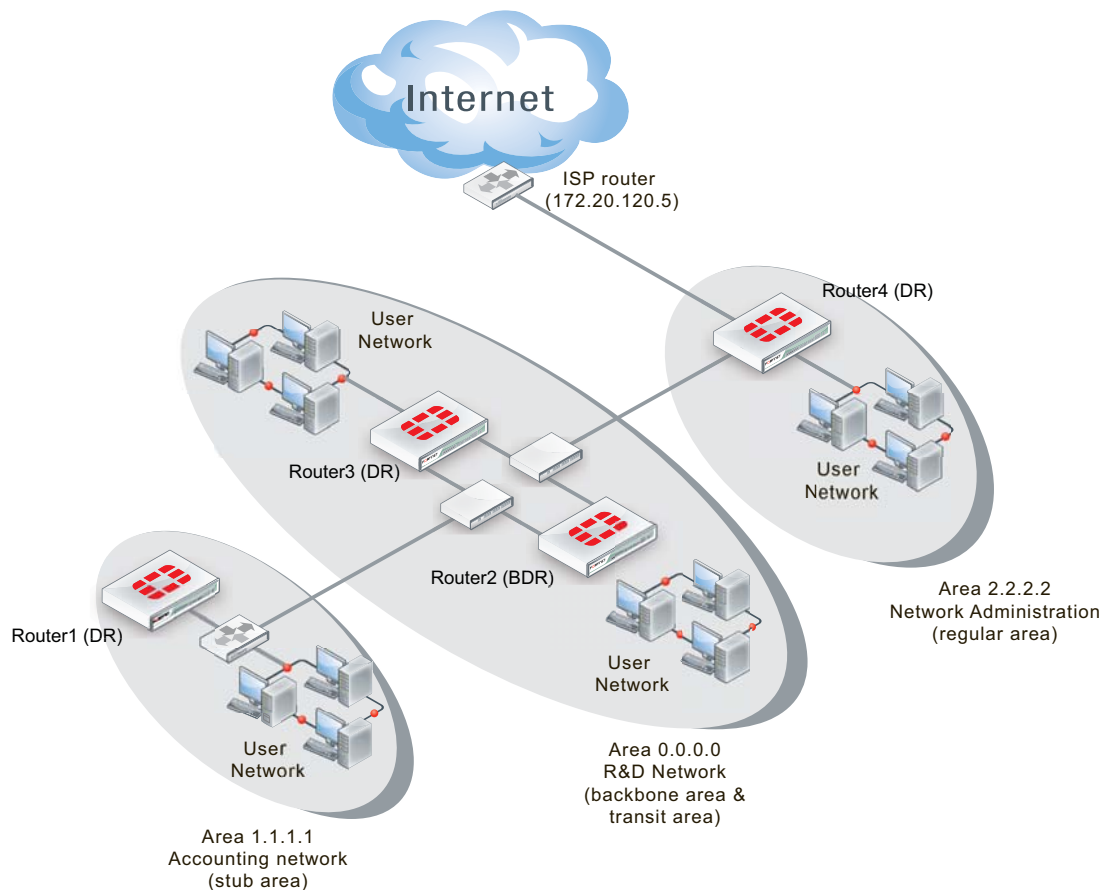 Internet
ISP router
(172.20.120.5)
Router4 (DR)
User
Network
Router3 (DR)
User
Network
Router2 (BDR)
Area 2.2.2.2
Network Administration
(regular area)
Router1 (DR)
User
Network
User
Network
Area 0.0.0.0
R&D Network
(backbone area &
transit area)
Area 1.1.1.1
Accounting network
(stub area)